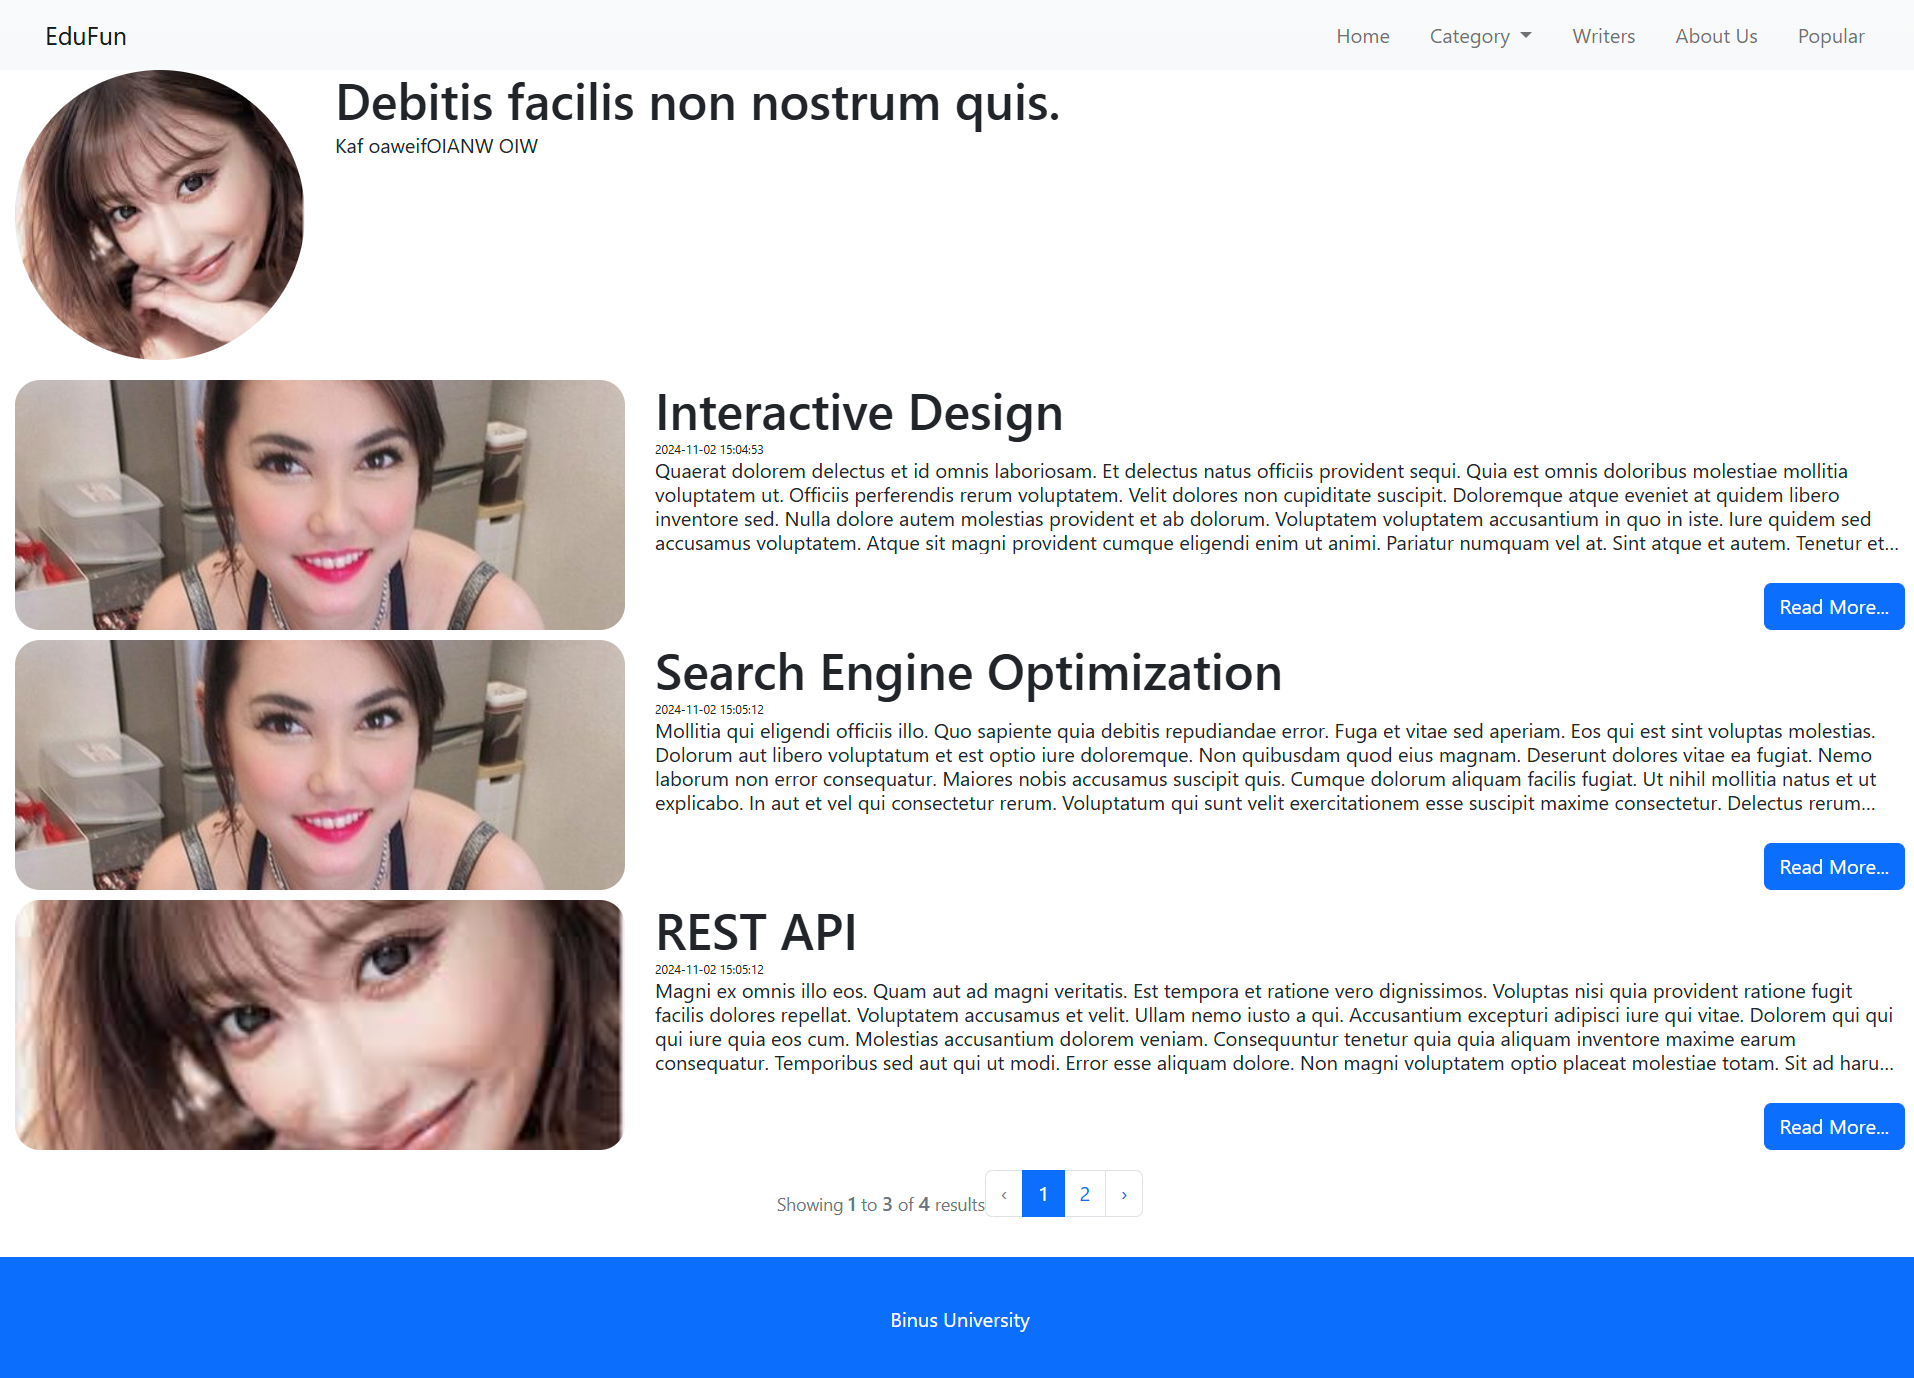 EduFun
Home
Category
Writers
About Us
Popular
Debitis facilis non nostrum quis.
Kaf oaweifOIANW OIW
Interactive Design
2024-11-02 15:04:53
Quaerat dolorem delectus et id omnis laboriosam. Et delectus natus officiis provident sequi. Quia est omnis doloribus molestiae mollitia
voluptatem ut. Officiis perferendis rerum voluptatem. Velit dolores non cupiditate suscipit. Doloremque atque eveniet at quidem libero
inventore sed. Nulla dolore autem molestias provident et ab dolorum. Voluptatem voluptatem accusantium in quo in iste. Iure quidem sed
accusamus voluptatem. Atque sit magni provident cumque eligendi enim ut animi. Pariatur numquam vel at. Sint atque et autem. Tenetur et...
Read More...
Search Engine Optimization
2024-11-02 15:05:12
Mollitia qui eligendi officiis illo. Quo sapiente quia debitis repudiandae error. Fuga et vitae sed aperiam. Eos qui est sint voluptas molestias.
Dolorum aut libero voluptatum et est optio iure doloremque. Non quibusdam quod eius magnam. Deserunt dolores vitae ea fugiat. Nemo
laborum non error consequatur. Maiores nobis accusamus suscipit quis. Cumque dolorum aliquam facilis fugiat. Ut nihil mollitia natus et ut
explicabo. In aut et vel qui consectetur rerum. Voluptatum qui sunt velit exercitationem esse suscipit maxime consectetur. Delectus rerum...
Read More...
REST API
2024-11-02 15:05:12
Magni ex omnis illo eos. Quam aut ad magni veritatis. Est tempora et ratione vero dignissimos. Voluptas nisi quia provident ratione fugit
facilis dolores repellat. Voluptatem accusamus et velit. Ullam nemo iusto a qui. Accusantium excepturi adipisci iure qui vitae. Dolorem qui qui
qui iure quia eos cum. Molestias accusantium dolorem veniam. Consequuntur tenetur quia quia aliquam inventore maxime earum
consequatur. Temporibus sed aut qui ut modi. Error esse aliquam dolore. Non magni voluptatem optio placeat molestiae totam. Sit ad haru...
Read More...
Showing 1 to 3 of 4 results
‹ 1 2 ›
Binus University